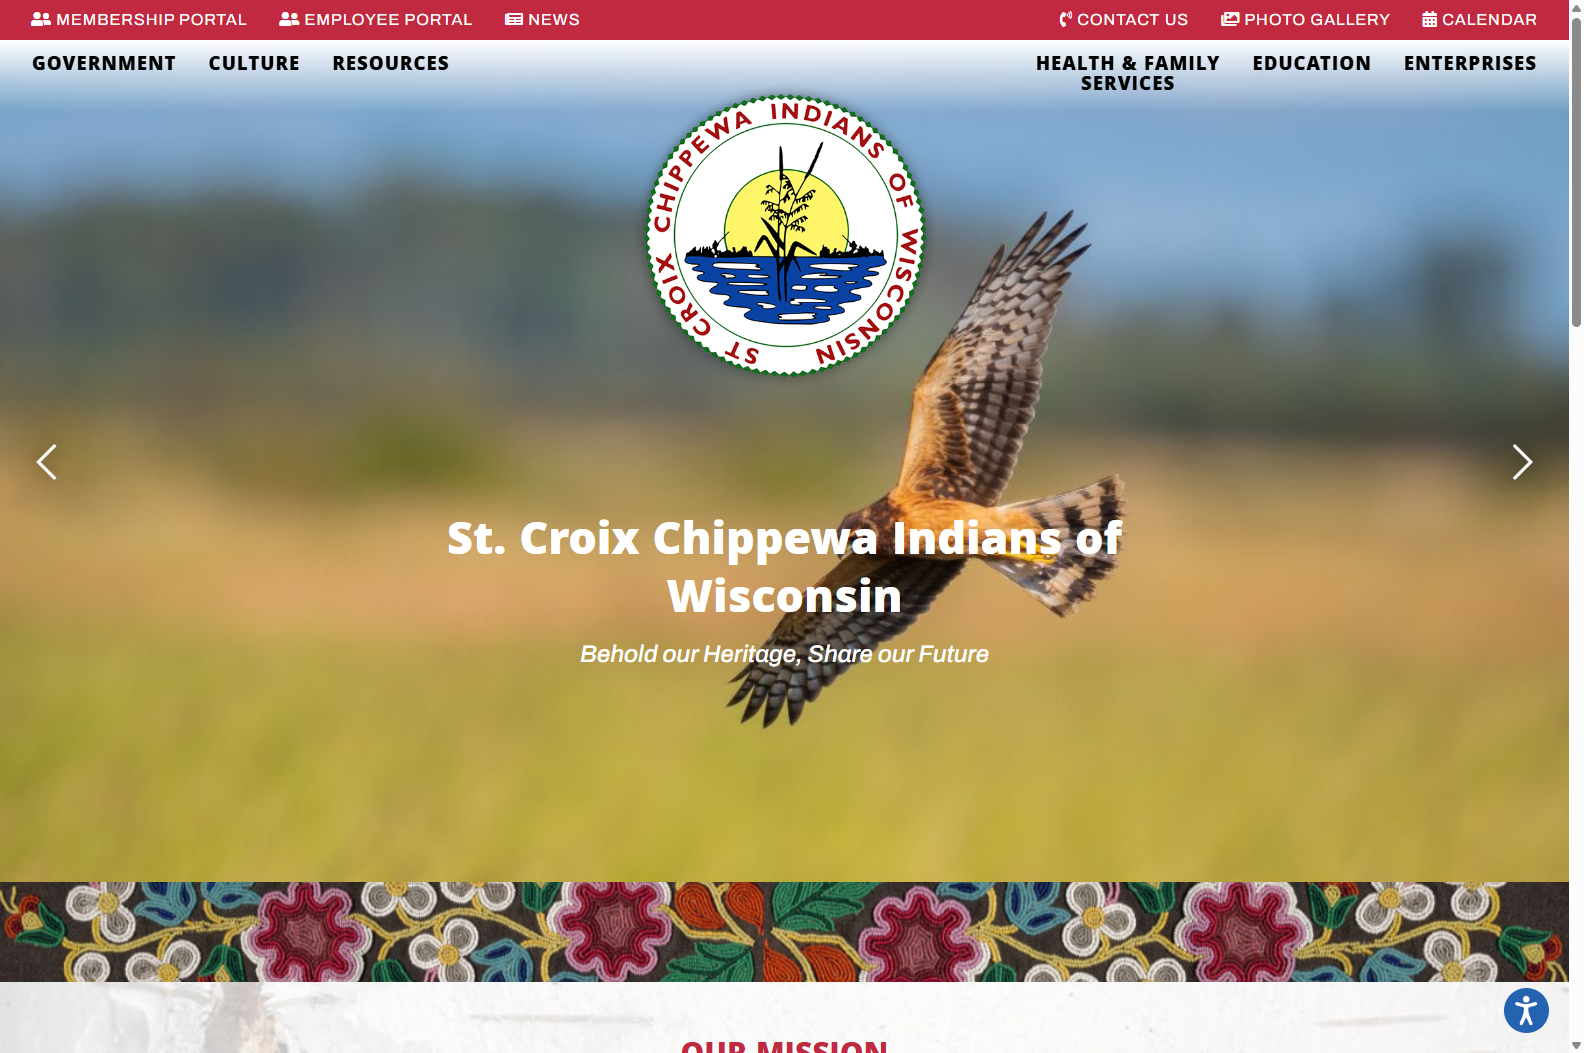 MEMBERSHIP PORTAL EMPLOYEE PORTAL NEWS CONTACT US PHOTO GALLERY CALENDAR
GOVERNMENT CULTURE RESOURCES HEALTH & FAMILY SERVICES EDUCATION ENTERPRISES
ST CROIX CHIPPEWA INDIANS OF WISCONSIN
St. Croix Chippewa Indians of
Wisconsin
Behold our Heritage, Share our Future
OUR MISSION